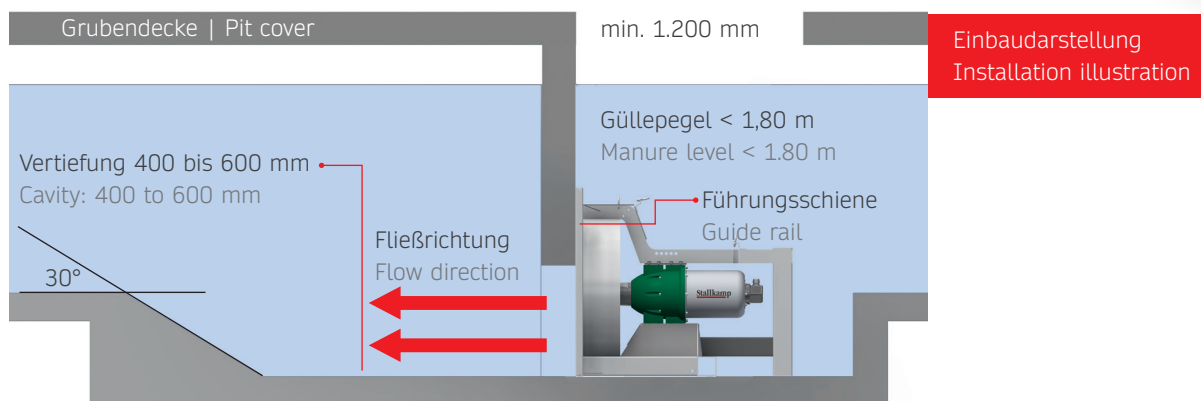 Grubendecke | Pit cover
min. 1.200 mm
Einbaudarstellung
Installation illustration
Güllepegel < 1,80 m
Manure level < 1.80 m
Vertiefung 400 bis 600 mm
Cavity: 400 to 600 mm
Führungsschiene
Guide rail
Fließrichtung
Flow direction
30°
Stallkamp